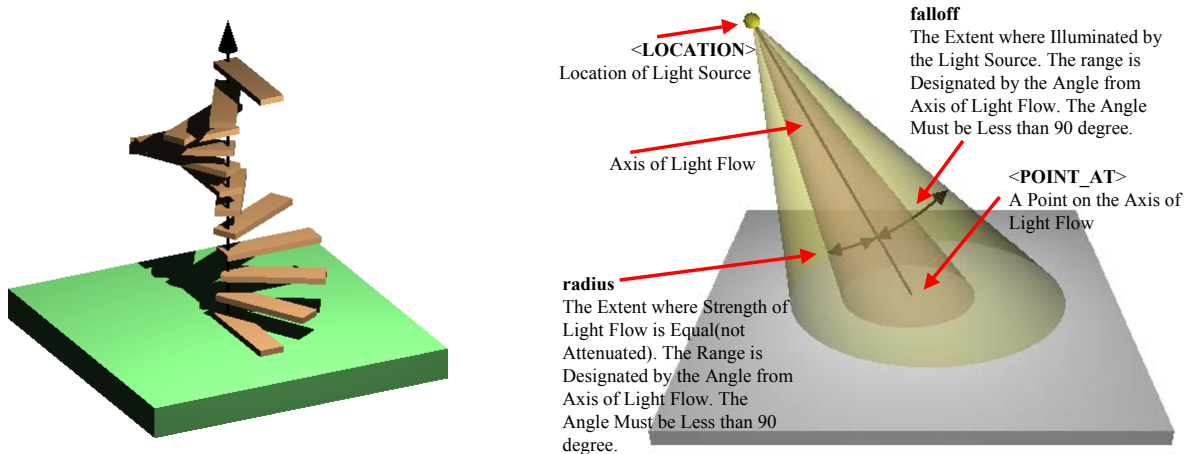 <LOCATION>
Location of Light Source
Axis of Light Flow
falloff
The Extent where Illuminated by
the Light Source. The range is
Designated by the Angle from
Axis of Light Flow. The Angle
Must be Less than 90 degree.
<POINT_AT>
A Point on the Axis of
Light Flow
radius
The Extent where Strength of
Light Flow is Equal(not
Attenuated). The Range is
Designated by the Angle from
Axis of Light Flow. The
Angle Must be Less than 90
degree.